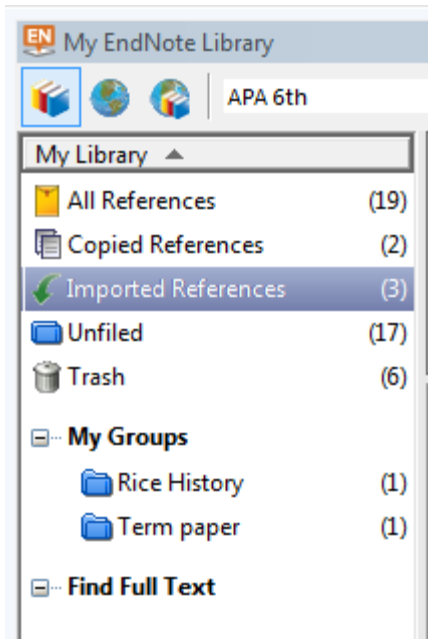 EN My EndNote Library
APA 6th
My Library
All References (19)
Copied References (2)
Imported References (3)
Unfiled (17)
Trash (6)
My Groups
Rice History (1)
Term paper (1)
Find Full Text